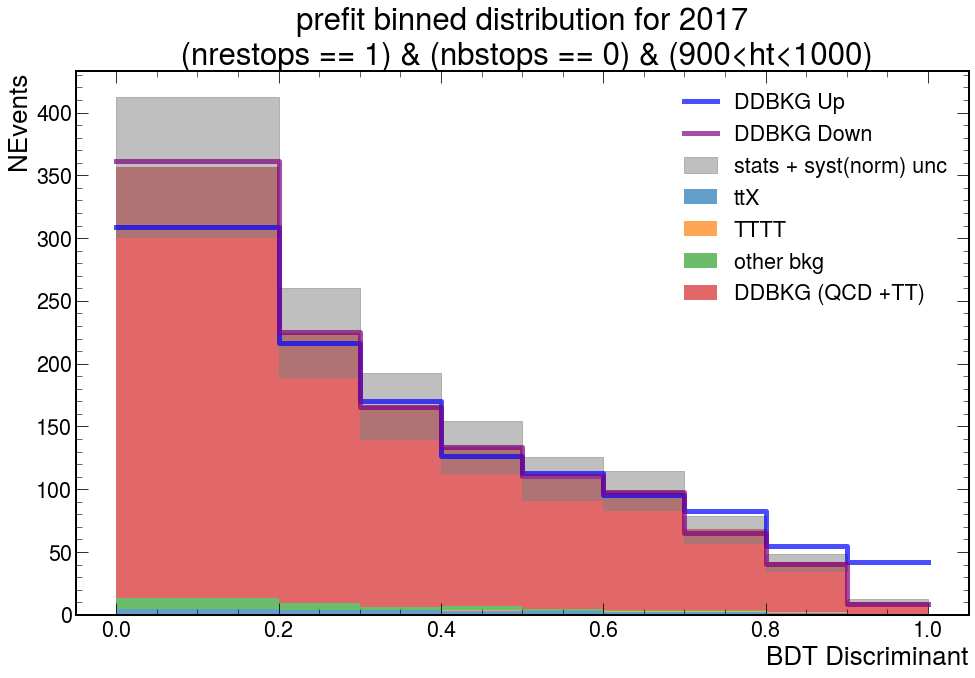 prefit binned distribution for 2017
(nrestops == 1) & (nbstops == 0) & (900<ht<1000)
NEvents
400
350
300
250
200
150
100
50
0
DDBKG Up
DDBKG Down
stats + syst(norm) unc
ttX
TTTT
other bkg
DDBKG (QCD +TT)
0.0 0.2 0.4 0.6 0.8 1.0
BDT Discriminant